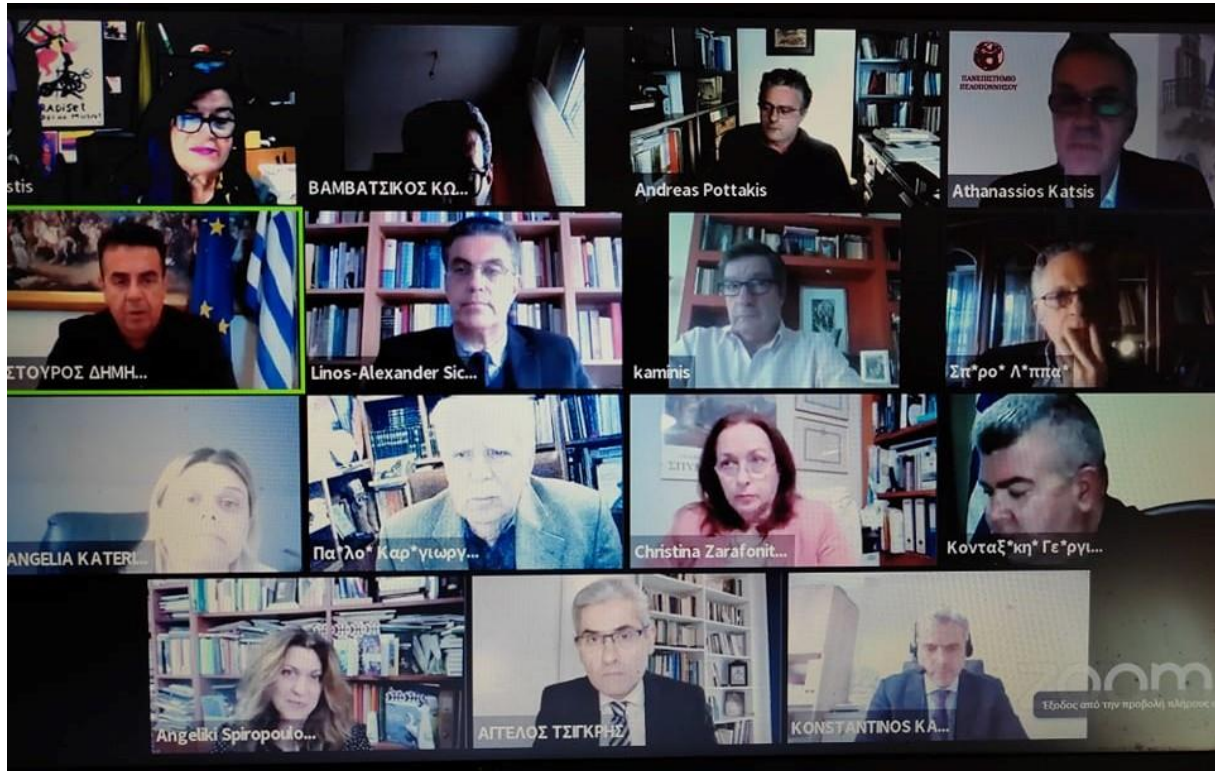 stis
ΒΑΜΒΑΤΣΙΚΟΣ ΚΩ...
Andreas Pottakis
ΠΑΝΕΠΙΣΤΗΜΙΟ
ΠΕΛΟΠΟΝΝΗΣΟΥ
Athanassios Katsis
ΣΤΟΥΡΟΣ ΔΗΜΗ...
Linos-Alexander Sic...
kaminis
Σπ*ρο* Λ*ππα*
ANGELIA KATERI...
Πα*λο* Καρ*γιωργ...
Christina Zarafonit...
Κονταξ*κη* Γε*ργι...
Angeliki Spiropoulo...
ΑΓΓΕΛΟΣ ΤΣΙΓΚΡΗΣ
KONSTANTINOS KA...
zoom
Έξοδος από την προβολή πλήρους